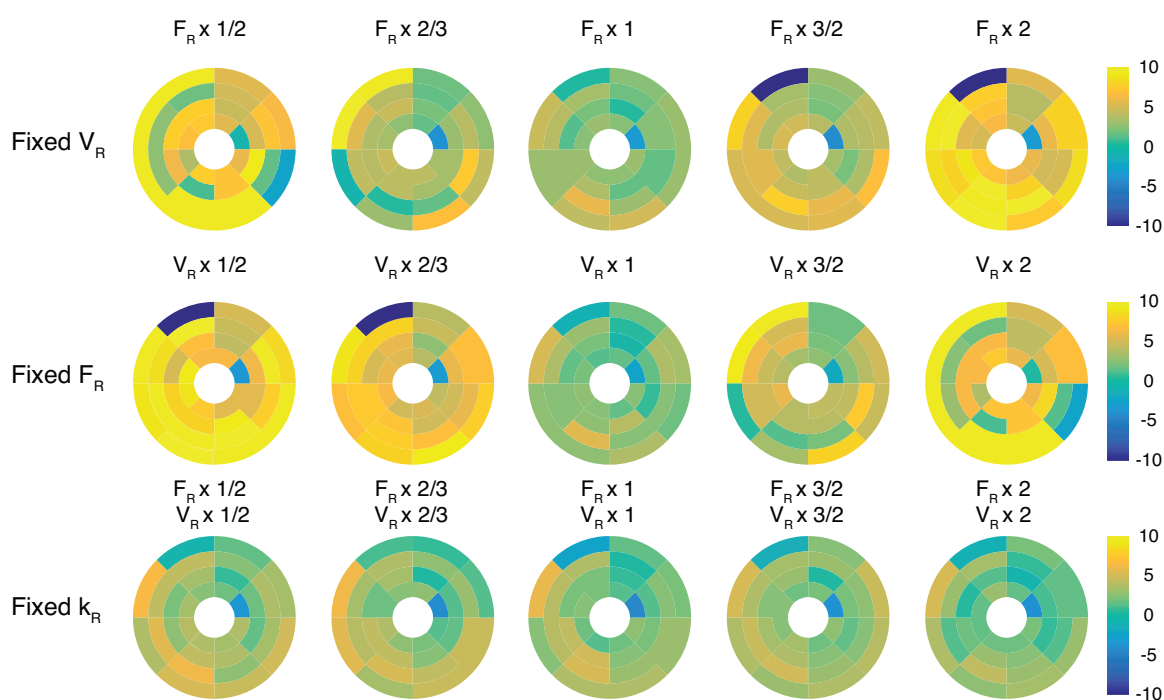 F_R x 1/2 F_R x 2/3 F_R x 1 F_R x 3/2 F_R x 2
Fixed V_R
10
5
0
-5
-10
V_R x 1/2 V_R x 2/3 V_R x 1 V_R x 3/2 V_R x 2
Fixed F_R
10
5
0
-5
-10
F_R x 1/2 F_R x 2/3 F_R x 1 F_R x 3/2 F_R x 2
V_R x 1/2 V_R x 2/3 V_R x 1 V_R x 3/2 V_R x 2
Fixed k_R
10
5
0
-5
-10